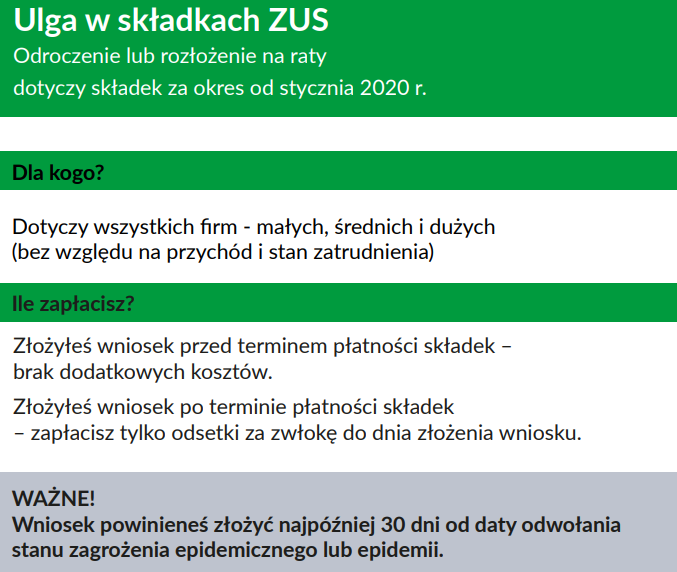 Ulga w składkach ZUS
Odroczenie lub rozłożenie na raty
dotyczy składek za okres od stycznia 2020 r.
Dla kogo?
Dotyczy wszystkich firm - małych, średnich i dużych
(bez względu na przychód i stan zatrudnienia)
Ile zapłacisz?
Złożyłeś wniosek przed terminem płatności składek –
brak dodatkowych kosztów.
Złożyłeś wniosek po terminie płatności składek
– zapłacisz tylko odsetki za zwłokę do dnia złożenia wniosku.
WAŻNE!
Wniosek powinieneś złożyć najpóźniej 30 dni od daty odwołania
stanu zagrożenia epidemicznego lub epidemii.